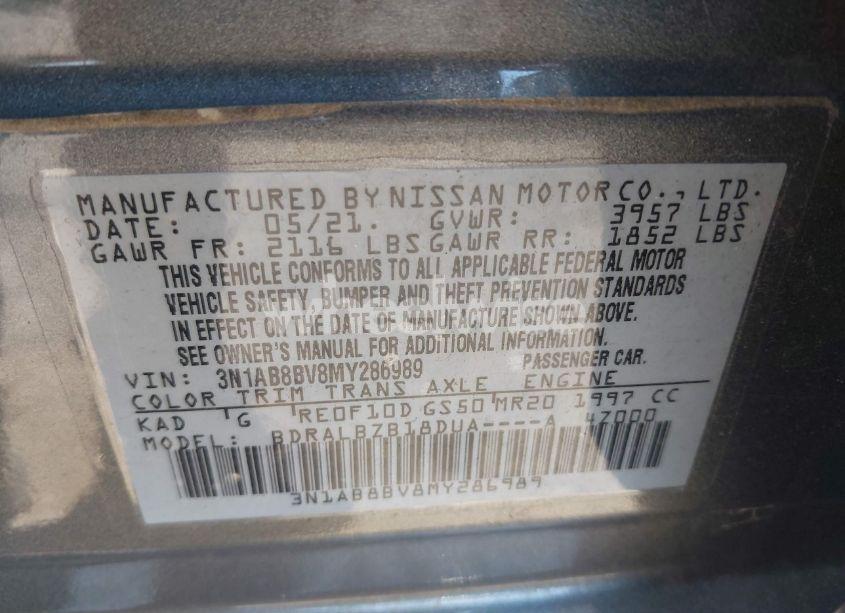 MANUFACTURED BY NISSAN MOTOR CO., LTD.
DATE: 05/21. GVWR: 3957 LBS
GAWR FR: 2116 LBS GAWR RR: 1852 LBS
THIS VEHICLE CONFORMS TO ALL APPLICABLE FEDERAL MOTOR
VEHICLE SAFETY, BUMPER AND THEFT PREVENTION STANDARDS
IN EFFECT ON THE DATE OF MANUFACTURE SHOWN ABOVE.
SEE OWNER'S MANUAL FOR ADDITIONAL INFORMATION.
VIN: 3N1AB8BV8MY286989 PASSENGER CAR.
COLOR TRIM TRANS AXLE ENGINE
KAD G RE0F10D GS50 MR20 1997 CC
MODEL: BDRALBZB18DUA----A 47000
3N1AB8BV8MY286989